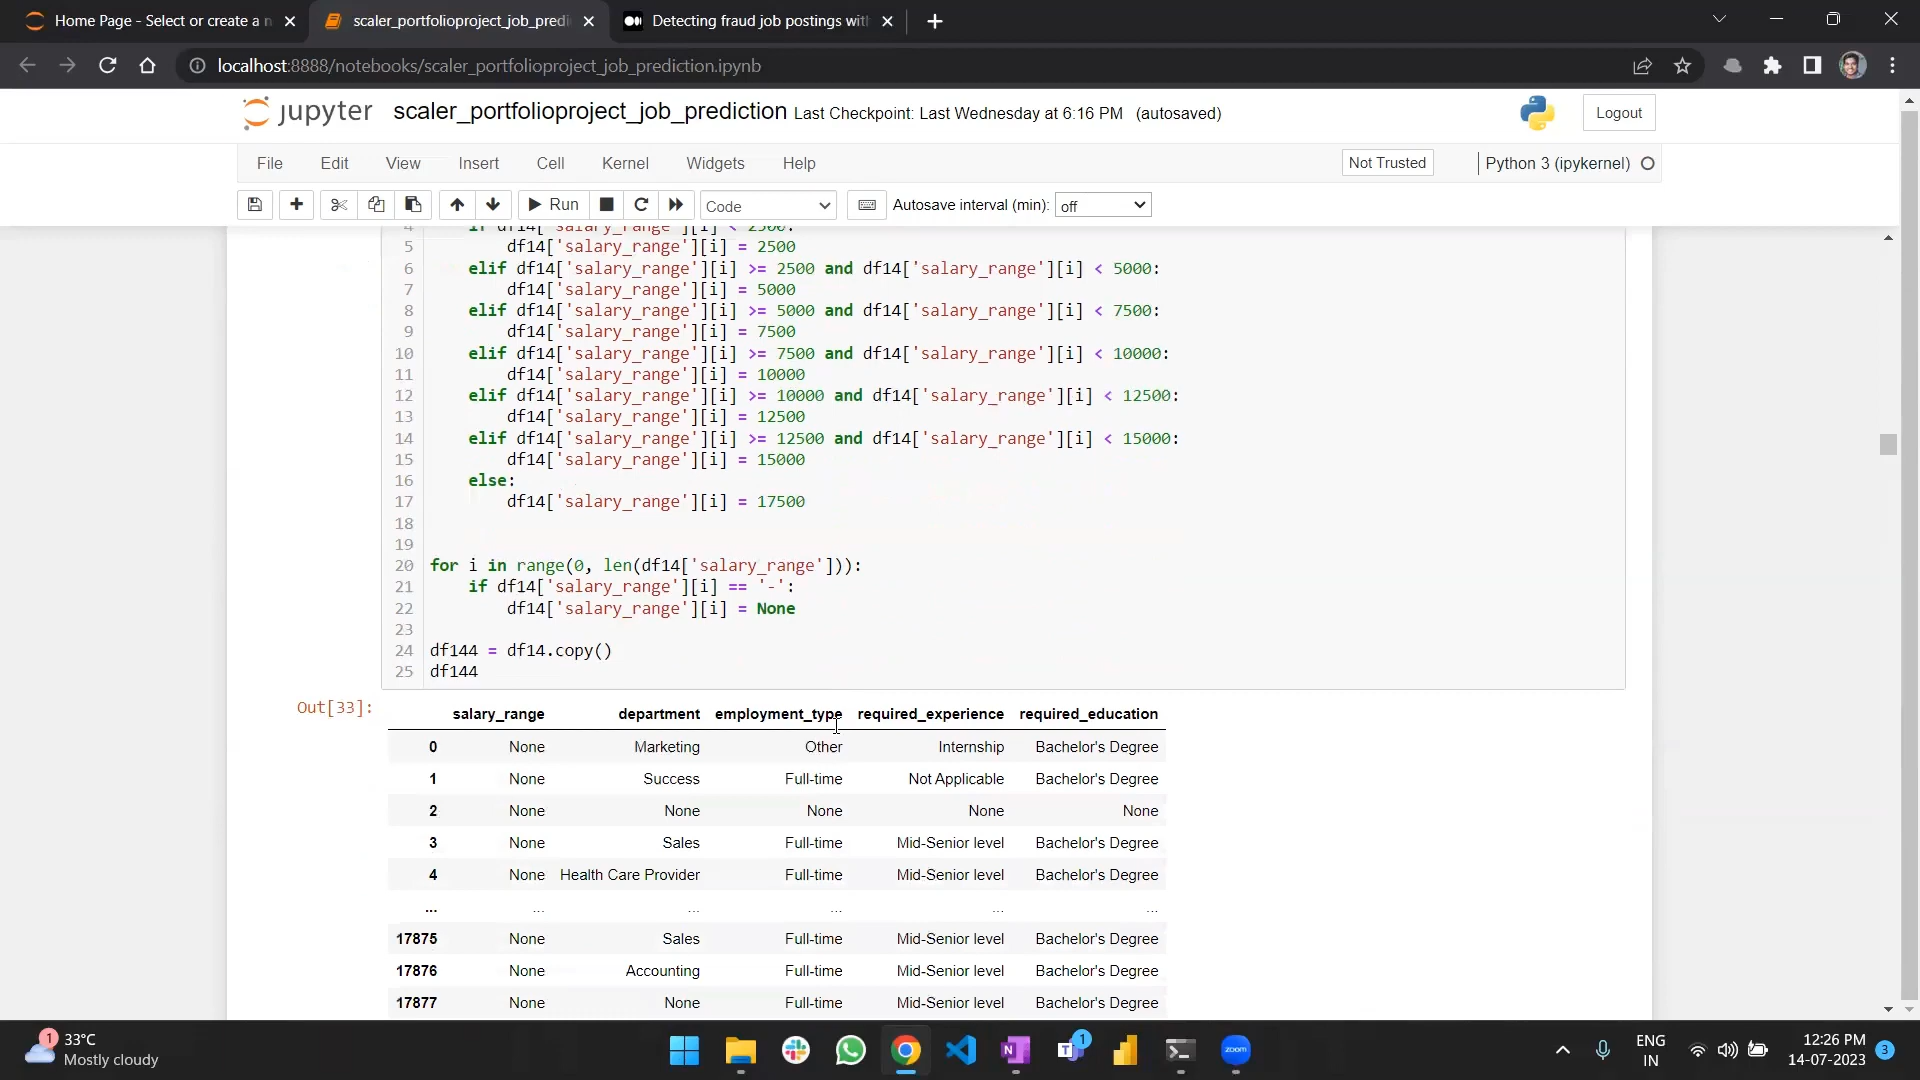 Home Page - Select or create a n
scaler_portfolioproject_job_predi
Detecting fraud job postings with
localhost:8888/notebooks/scaler_portfolioproject_job_prediction.ipynb
jupyter scaler_portfolioproject_job_prediction Last Checkpoint: Last Wednesday at 6:16 PM (autosaved)
Logout
File Edit View Insert Cell Kernel Widgets Help
Not Trusted
Python 3 (ipykernel)
Run
Code
Autosave interval (min): off
4 if df14['salary_range'][i] < 2500:
5 df14['salary_range'][i] = 2500
6 elif df14['salary_range'][i] >= 2500 and df14['salary_range'][i] < 5000:
7 df14['salary_range'][i] = 5000
8 elif df14['salary_range'][i] >= 5000 and df14['salary_range'][i] < 7500:
9 df14['salary_range'][i] = 7500
10 elif df14['salary_range'][i] >= 7500 and df14['salary_range'][i] < 10000:
11 df14['salary_range'][i] = 10000
12 elif df14['salary_range'][i] >= 10000 and df14['salary_range'][i] < 12500:
13 df14['salary_range'][i] = 12500
14 elif df14['salary_range'][i] >= 12500 and df14['salary_range'][i] < 15000:
15 df14['salary_range'][i] = 15000
16 else:
17 df14['salary_range'][i] = 17500
18
19
20 for i in range(0, len(df14['salary_range'])):
21 if df14['salary_range'][i] == '-':
22 df14['salary_range'][i] = None
23
24 df144 = df14.copy()
25 df144
Out[33]:
salary_range department employment_type required_experience required_education
0 None Marketing Other Internship Bachelor's Degree
1 None Success Full-time Not Applicable Bachelor's Degree
2 None None None None None
3 None Sales Full-time Mid-Senior level Bachelor's Degree
4 None Health Care Provider Full-time Mid-Senior level Bachelor's Degree
... ... ... ... ... ...
17875 None Sales Full-time Mid-Senior level Bachelor's Degree
17876 None Accounting Full-time Mid-Senior level Bachelor's Degree
17877 None None Full-time Mid-Senior level Bachelor's Degree
1
33°C
Mostly cloudy
N
T
1
zoom
ENG
IN
12:26 PM
14-07-2023
3